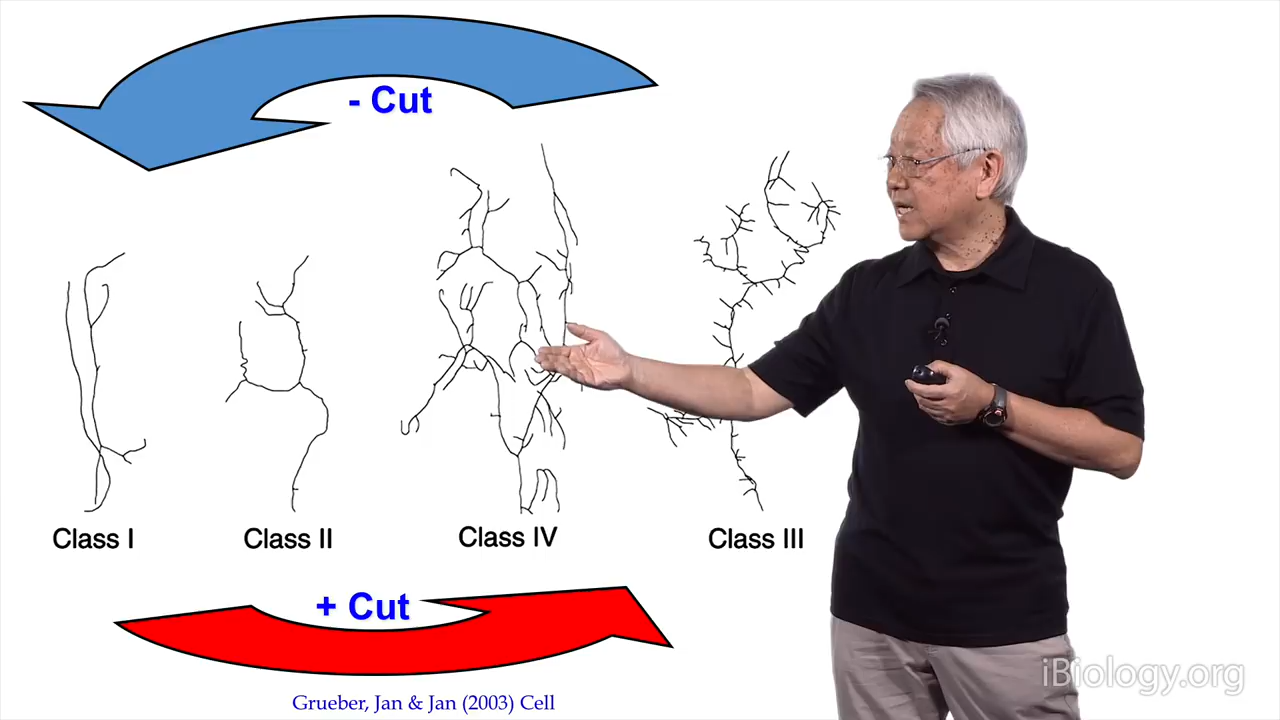 - Cut
Class I
Class II
Class IV
Class III
+ Cut
Grueber, Jan & Jan (2003) Cell
iBiology.org